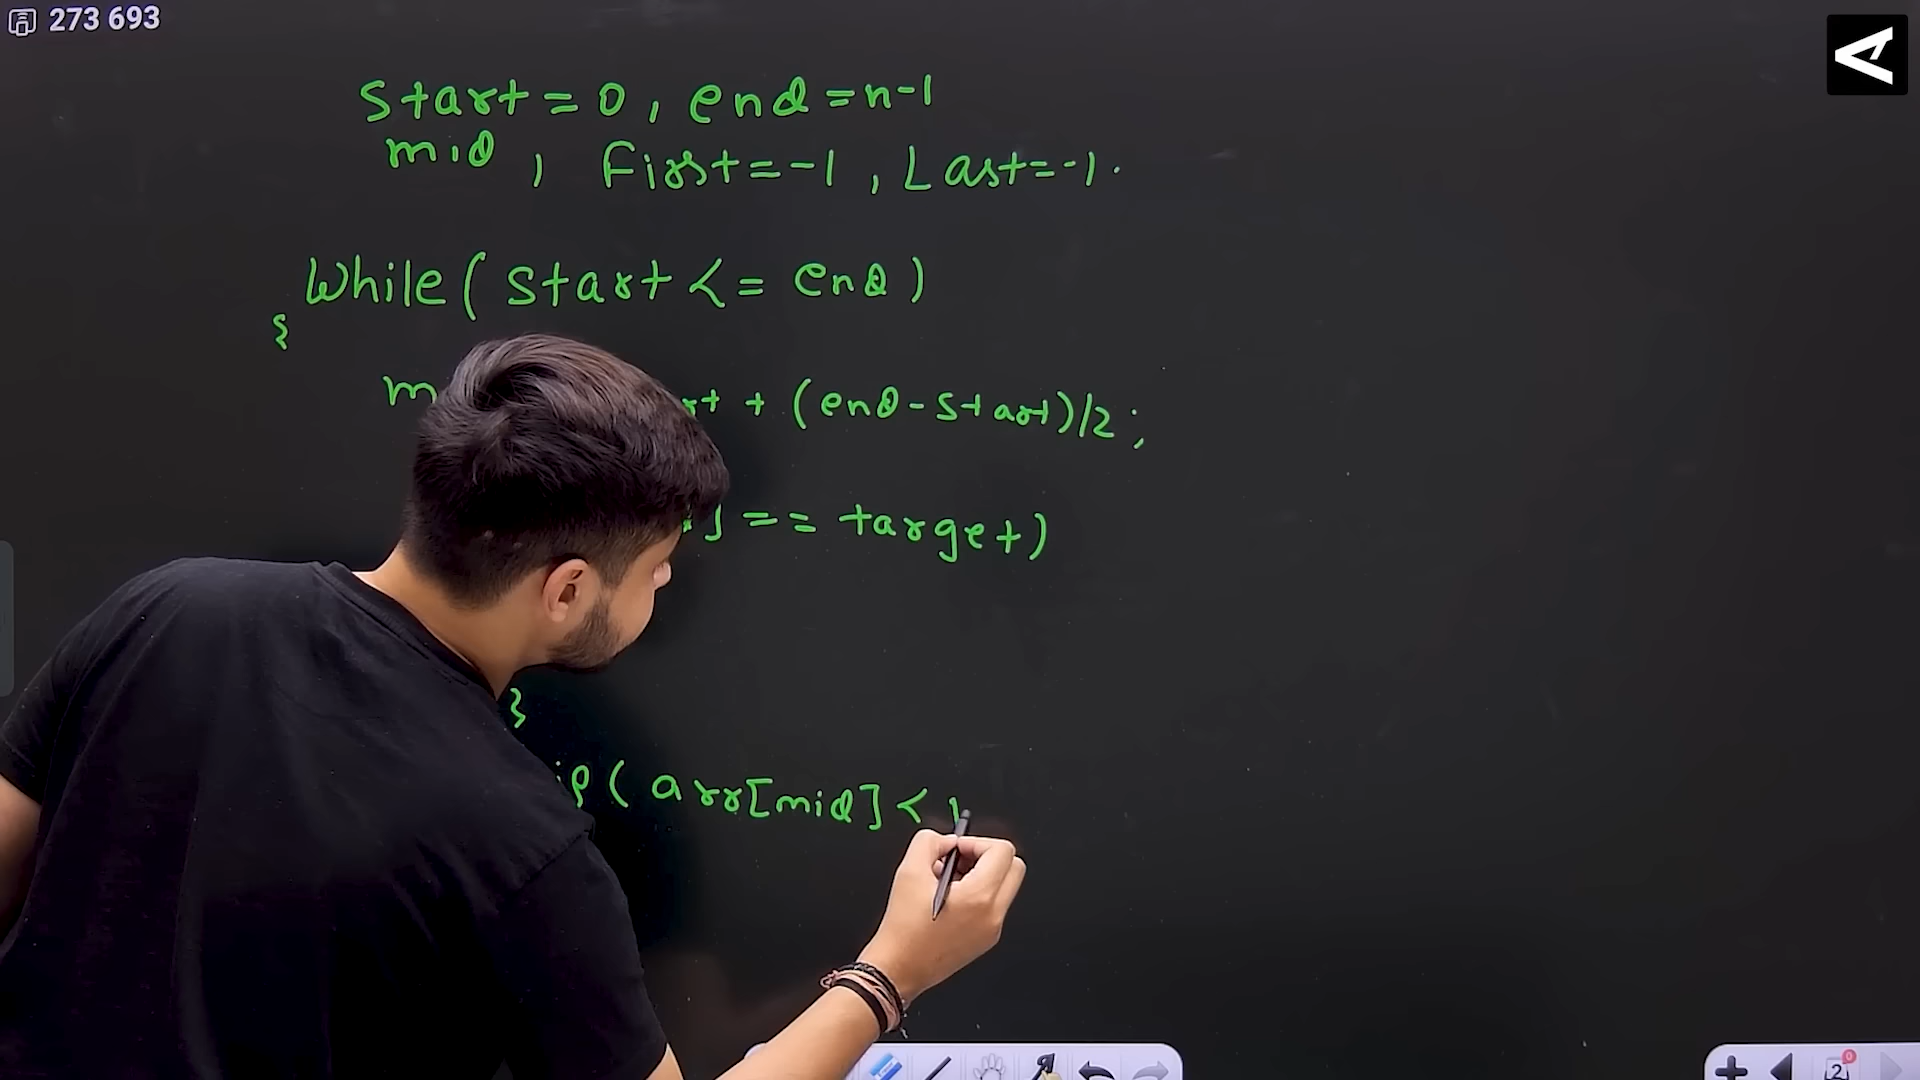 273 693
start = 0, end = n-1
mid, First = -1, Last = -1.
While( start <= end )
{
+ (end-start)/2;
] == target)
}
if( arr[mid] <